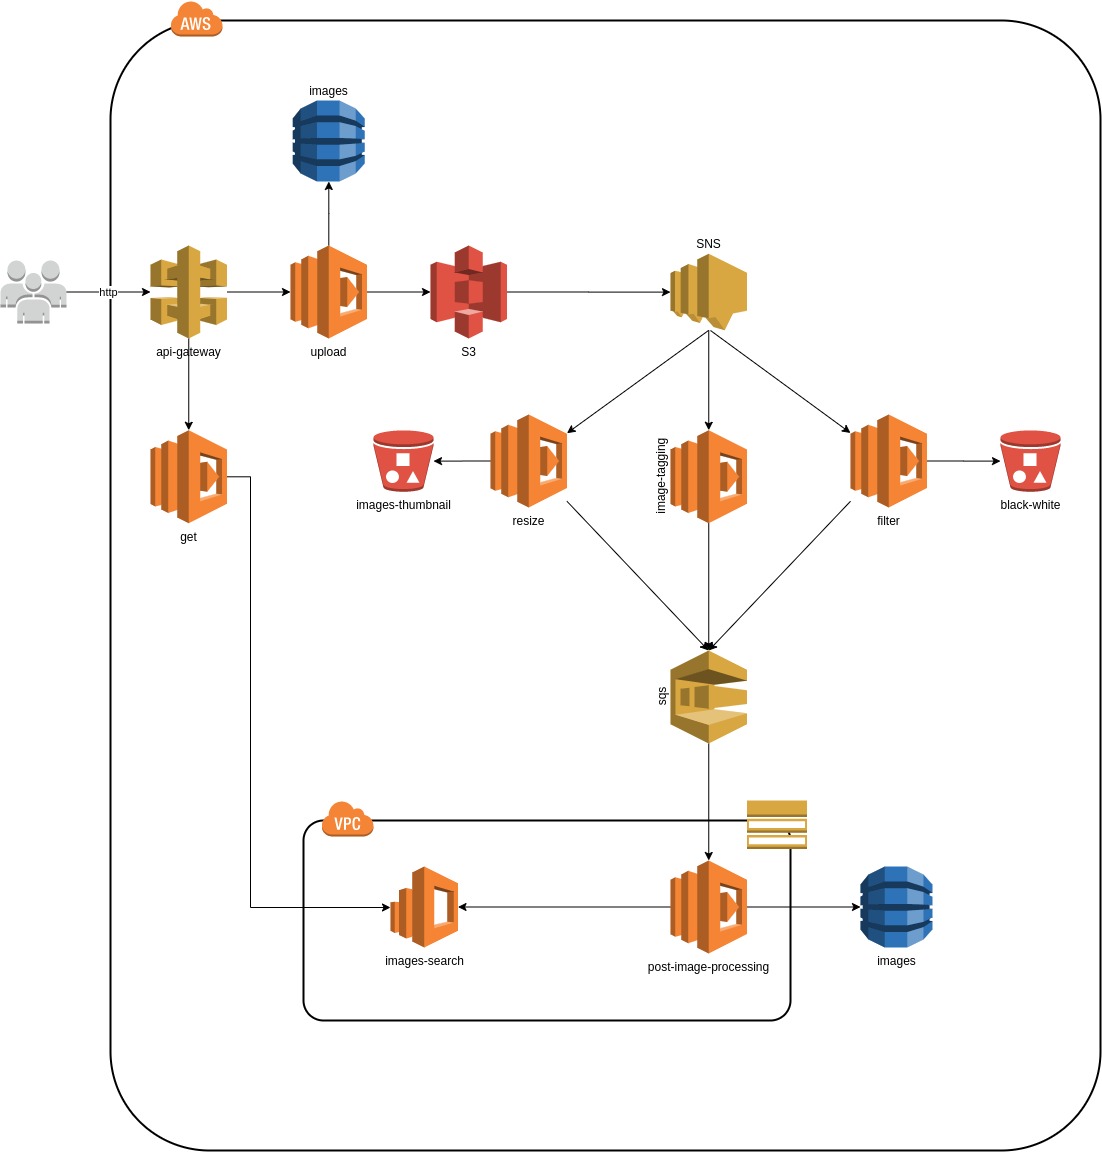 AWS
images
SNS
http
api-gateway
upload
S3
image-tagging
images-thumbnail
resize
filter
black-white
get
sqs
VPC
images-search
post-image-processing
images